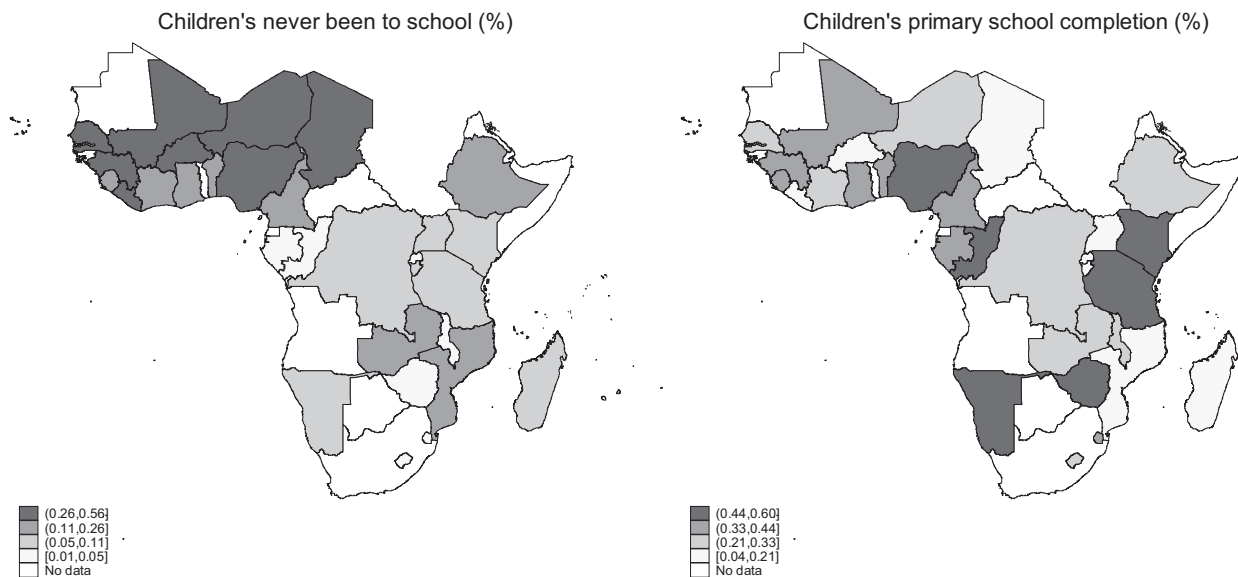 Children's never been to school (%)
Children's primary school completion (%)
(0.26,0.56]
(0.11,0.26]
(0.05,0.11]
[0.01,0.05]
No data
(0.44,0.60]
(0.33,0.44]
(0.21,0.33]
[0.04,0.21]
No data